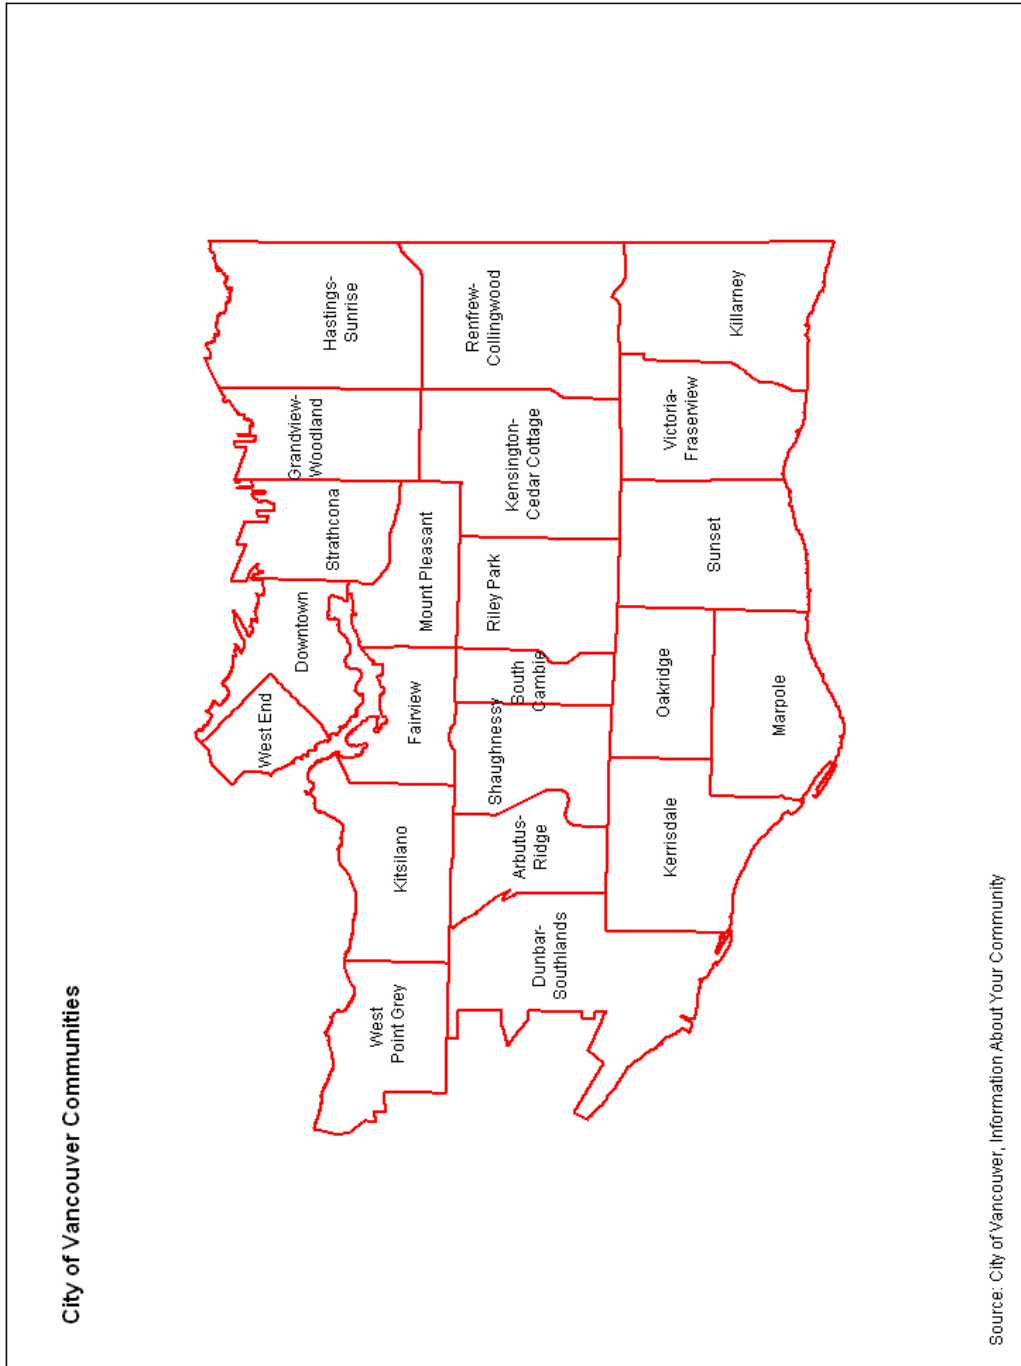 City of Vancouver Communities
West End
Downtown
Strathcona
Grandview-
Woodland
Hastings-
Sunrise
West
Point Grey
Kitsilano
Fairview
Mount Pleasant
Dunbar-
Southlands
Arbutus-
Ridge
Shaughnessy
South
Cambie
Riley Park
Kensington-
Cedar Cottage
Renfrew-
Collingwood
Kerrisdale
Oakridge
Sunset
Victoria-
Fraserview
Killarney
Marpole
Source: City of Vancouver, Information About Your Community